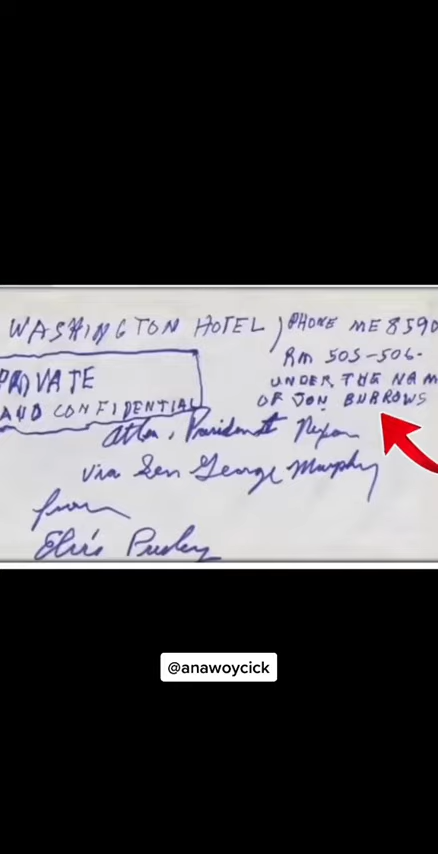 WASHINGTON HOTEL, PHONE ME 8590
RM 505-506-
UNDER THE NAM
OF JON BURROWS
PRIVATE
AND CONFIDENTIAL
Attn. President Nixon
via Sen George Murphy
from
Elvis Presley
@anawoycick